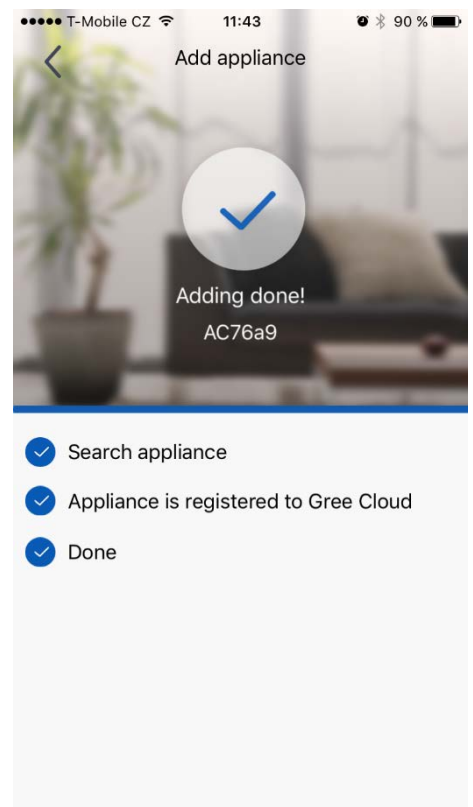 T-Mobile CZ 11:43 90 %
Add appliance
Adding done!
AC76a9
Search appliance
Appliance is registered to Gree Cloud
Done